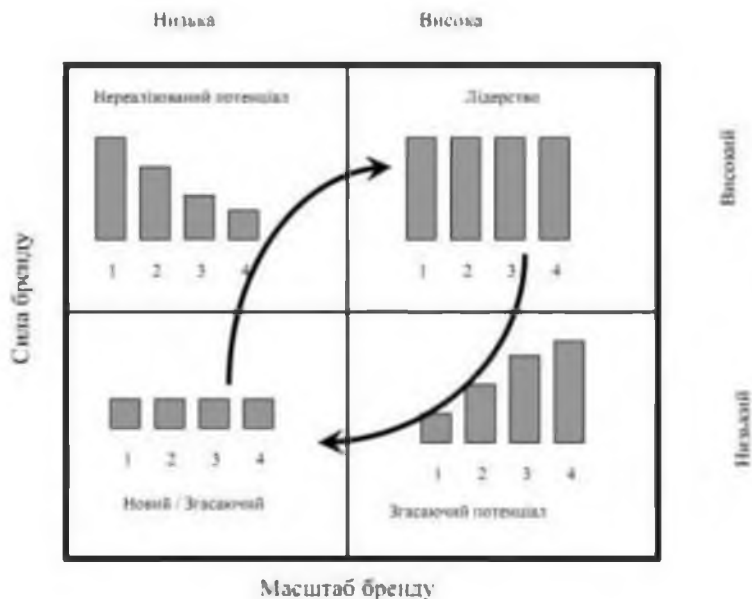 Низька Висока
Нереалізований потенціал
Лідерство
1 2 3 4
1 2 3 4
Високий
Сила бренду
1 2 3 4
Новий / Згасаючий
1 2 3 4
Згасаючий потенціал
Низький
Масштаб бренду